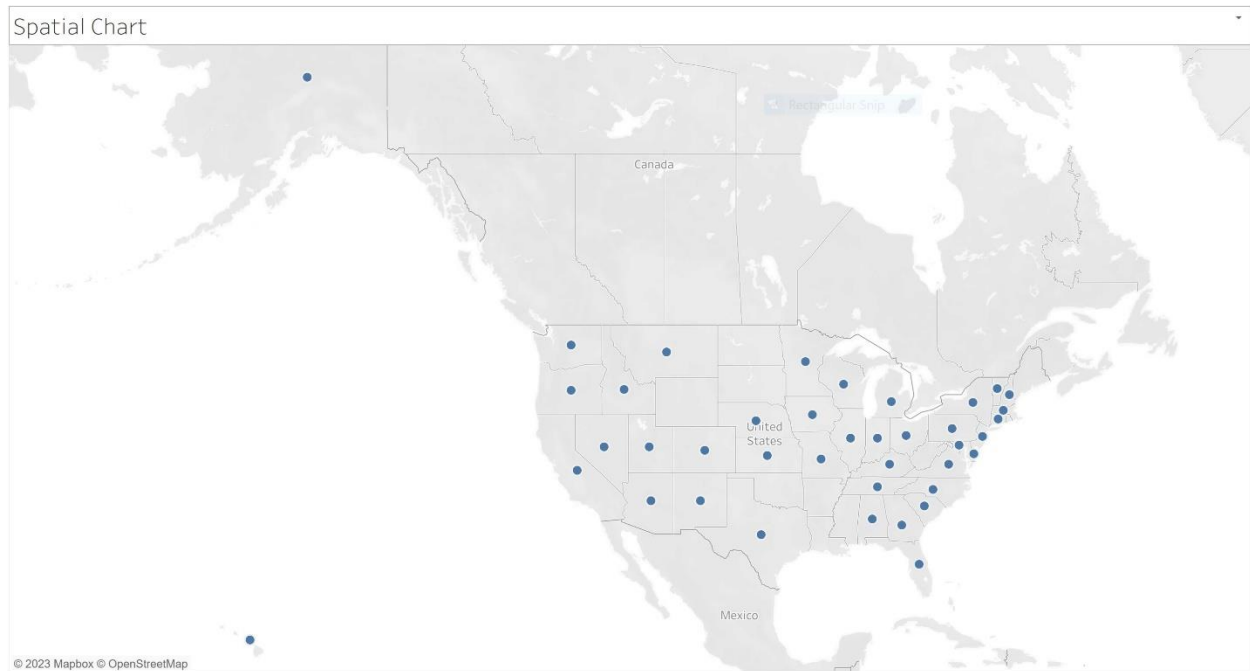 Spatial Chart
Rectangular Snip
Canada
United
States
Mexico
© 2023 Mapbox © OpenStreetMap